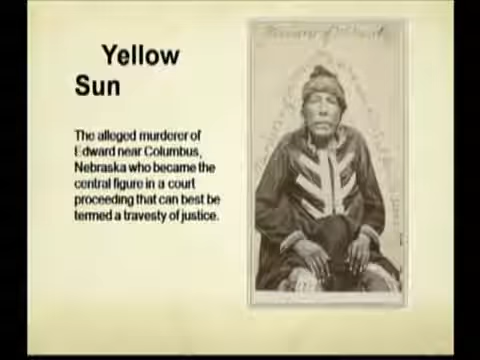 Yellow
Sun
The alleged murderer of
Edward near Columbus,
Nebraska who became the
central figure in a court
proceeding that can best be
termed a travesty of justice.